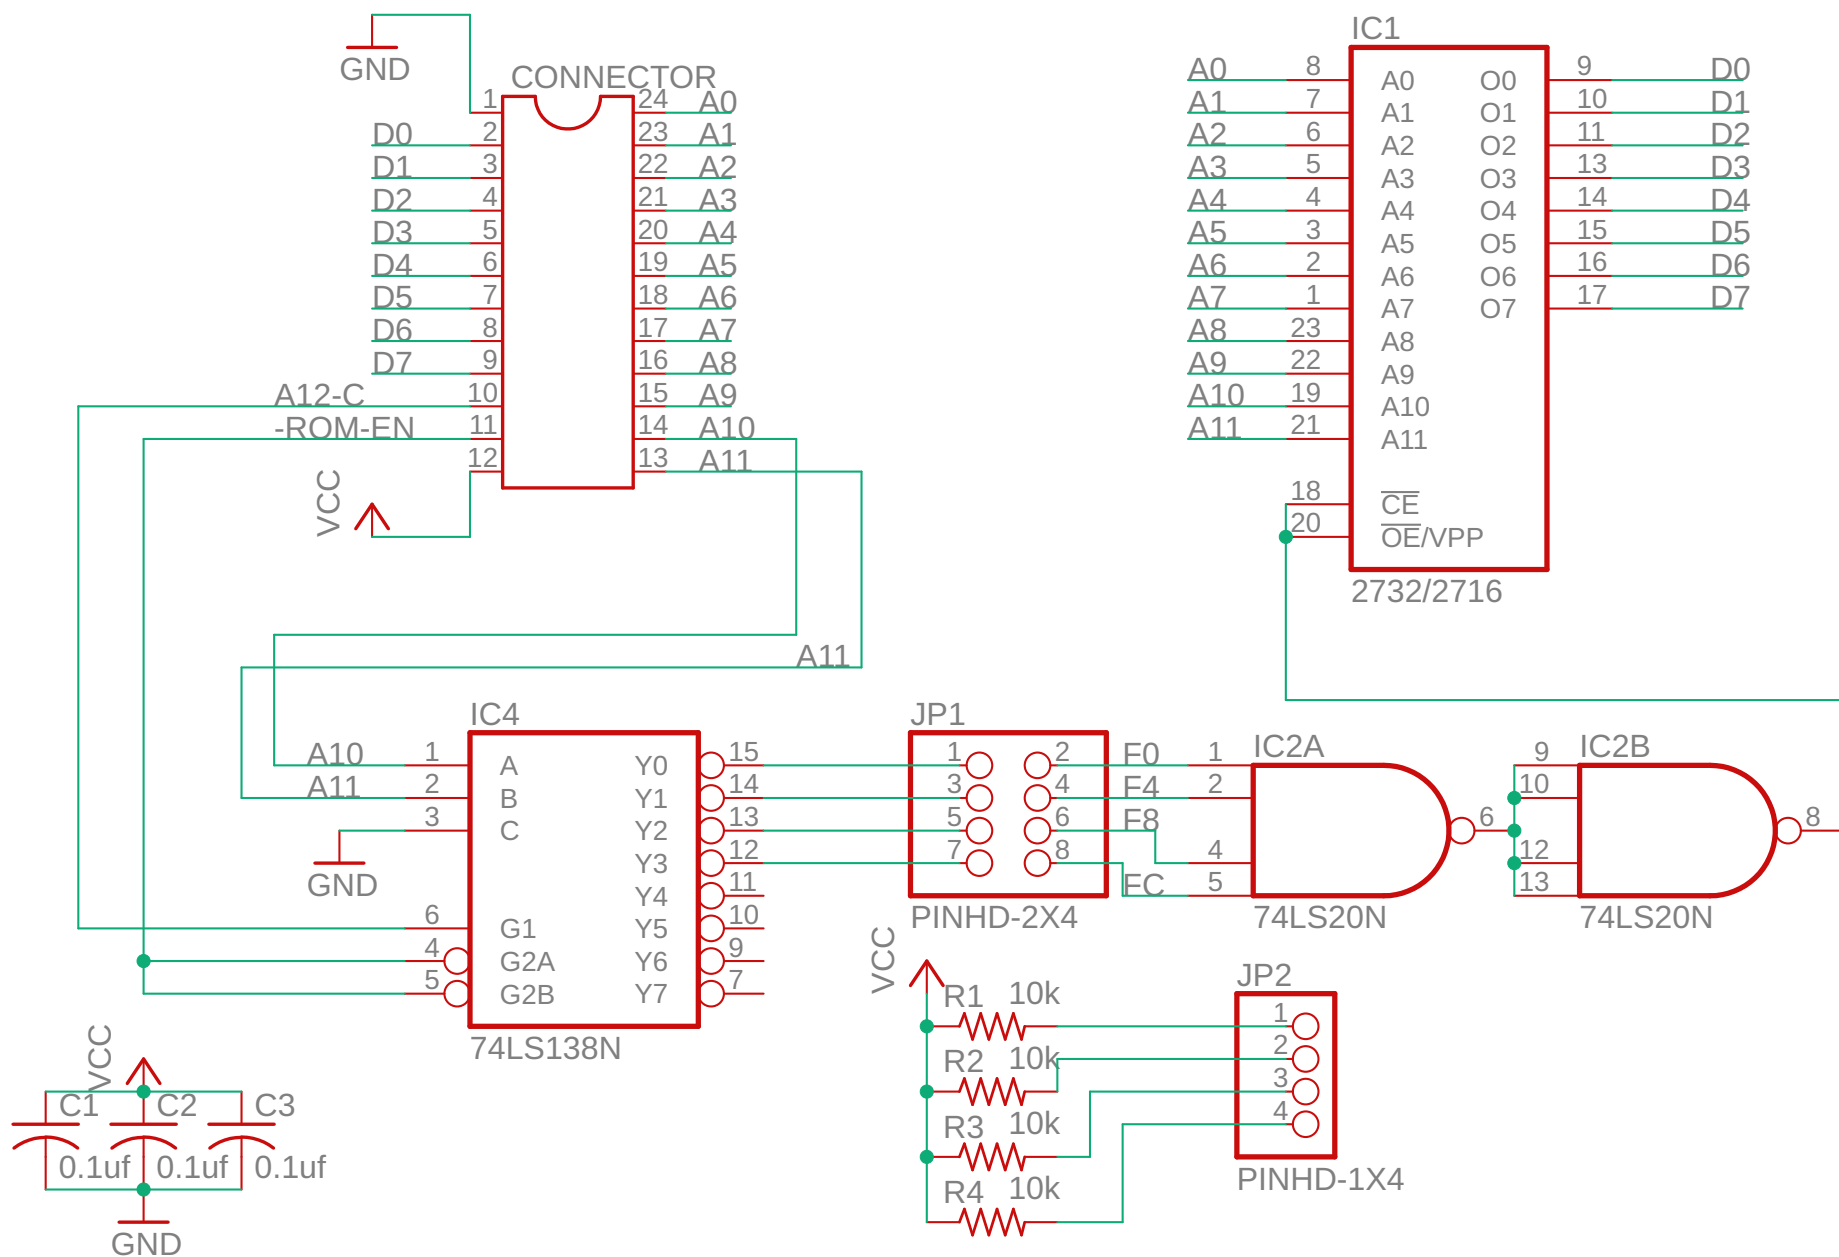 GND
CONNECTOR
1 24 A0
D0 2 23 A1
D1 3 22 A2
D2 4 21 A3
D3 5 20 A4
D4 6 19 A5
D5 7 18 A6
D6 8 17 A7
D7 9 16 A8
A12-C 10 15 A9
-ROM-EN 11 14 A10
12 13 A11
VCC
A11
IC1
A0 8 A0 O0 9 D0
A1 7 A1 O1 10 D1
A2 6 A2 O2 11 D2
A3 5 A3 O3 13 D3
A4 4 A4 O4 14 D4
A5 3 A5 O5 15 D5
A6 2 A6 O6 16 D6
A7 1 A7 O7 17 D7
A8 23 A8
A9 22 A9
A10 19 A10
A11 21 A11
18 CE
20 OE/VPP
2732/2716
IC4
A10 1 A Y0 15
A11 2 B Y1 14
3 C Y2 13
Y3 12
GND
Y4 11
6 G1 Y5 10
4 G2A Y6 9
5 G2B Y7 7
74LS138N
JP1
1 2 F0
3 4 F4
5 6 F8
7 8
FC
PINHD-2X4
IC2A
1
2
4
5
6
74LS20N
IC2B
9
10
12
13
8
74LS20N
VCC
R1 10k
R2 10k
R3 10k
R4 10k
JP2
1
2
3
4
PINHD-1X4
VCC
C1 C2 C3
0.1uf 0.1uf 0.1uf
GND